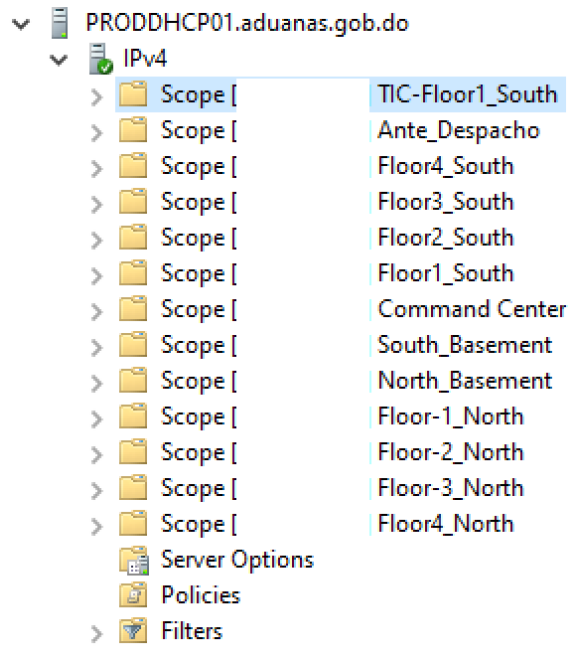 PRODDHCP01.aduanas.gob.do
IPv4
Scope [ TIC-Floor1_South
Scope [ Ante_Despacho
Scope [ Floor4_South
Scope [ Floor3_South
Scope [ Floor2_South
Scope [ Floor1_South
Scope [ Command Center
Scope [ South_Basement
Scope [ North_Basement
Scope [ Floor-1_North
Scope [ Floor-2_North
Scope [ Floor-3_North
Scope [ Floor4_North
Server Options
Policies
Filters